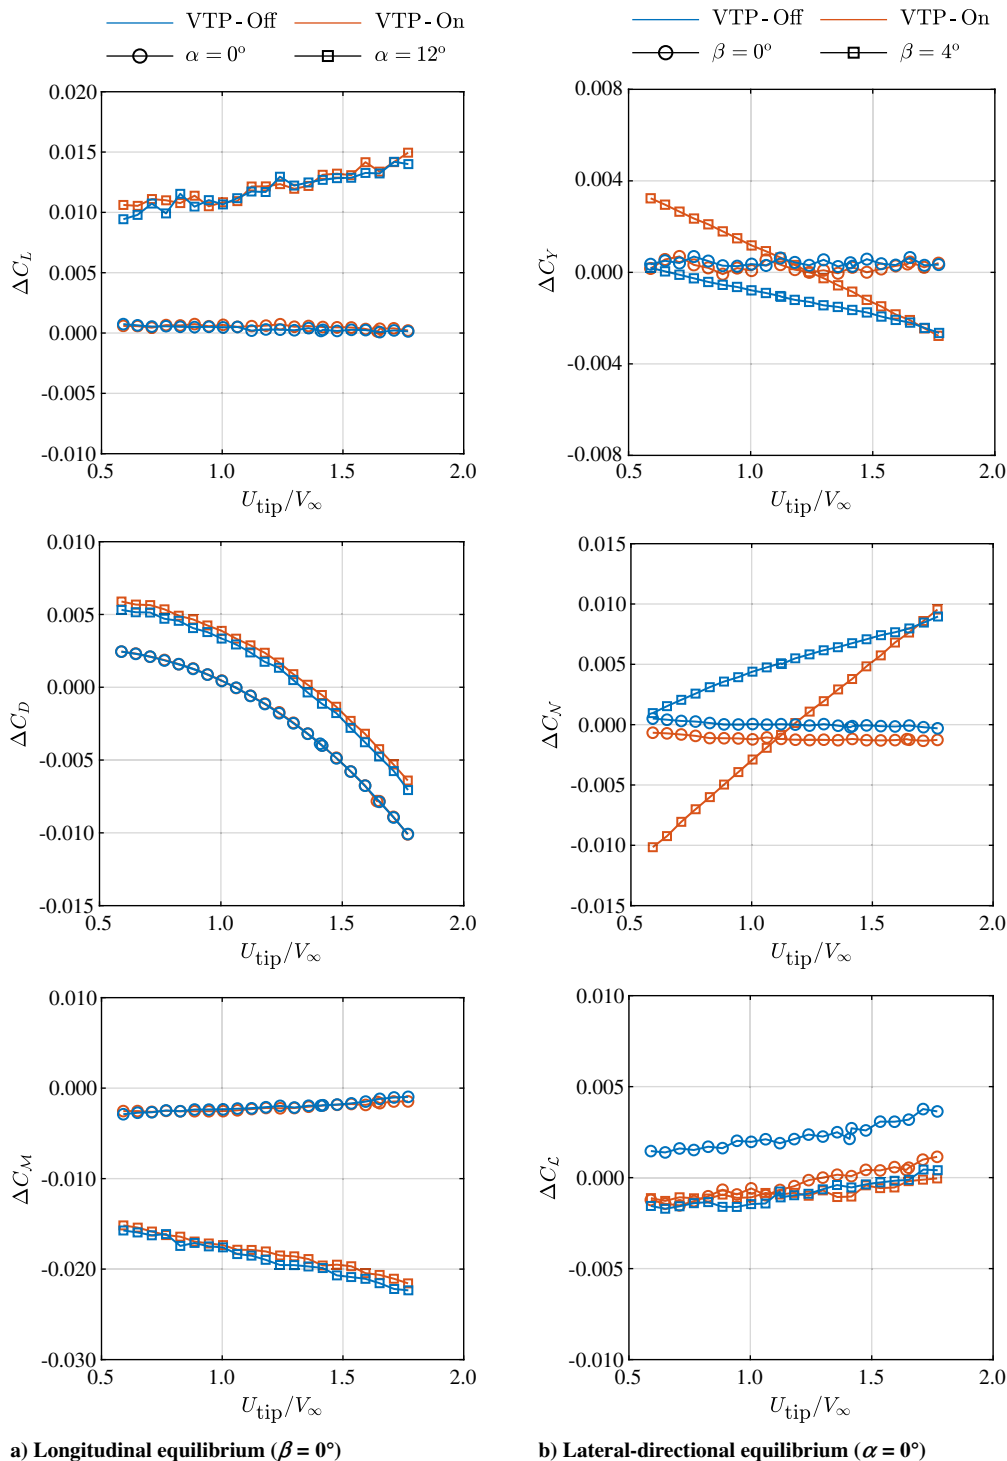 VTP - Off VTP - On
α = 0° α = 12°
0.020
0.015
0.010
0.005
0.000
-0.005
-0.010
ΔC_L
0.5 1.0 1.5 2.0
U_tip/V_∞
0.010
0.005
0.000
-0.005
-0.010
-0.015
ΔC_D
0.5 1.0 1.5 2.0
U_tip/V_∞
0.010
0.000
-0.010
-0.020
-0.030
ΔC_ℳ
0.5 1.0 1.5 2.0
U_tip/V_∞
a) Longitudinal equilibrium (β = 0°)
VTP - Off VTP - On
β = 0° β = 4°
0.008
0.004
0.000
-0.004
-0.008
ΔC_Y
0.5 1.0 1.5 2.0
U_tip/V_∞
0.015
0.010
0.005
0.000
-0.005
-0.010
-0.015
ΔC_𝒩
0.5 1.0 1.5 2.0
U_tip/V_∞
0.010
0.005
0.000
-0.005
-0.010
ΔC_ℒ
0.5 1.0 1.5 2.0
U_tip/V_∞
b) Lateral-directional equilibrium (α = 0°)